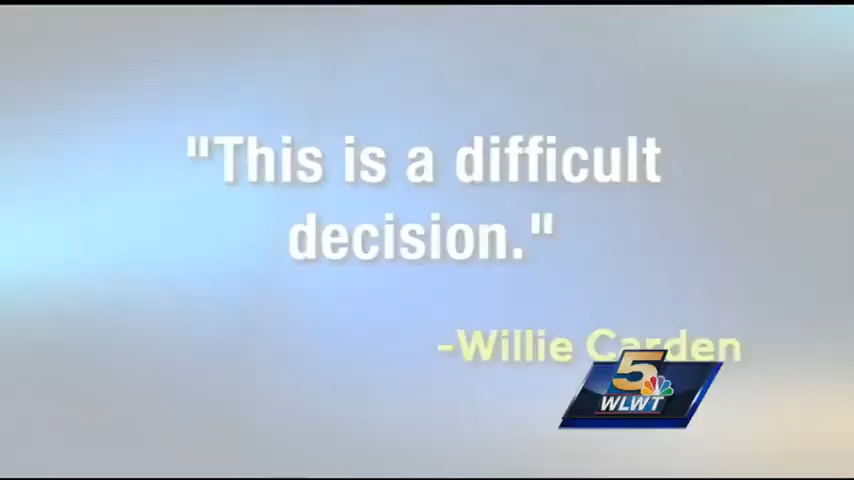 "This is a difficult
decision."
-Willie Carden
5
WLWT